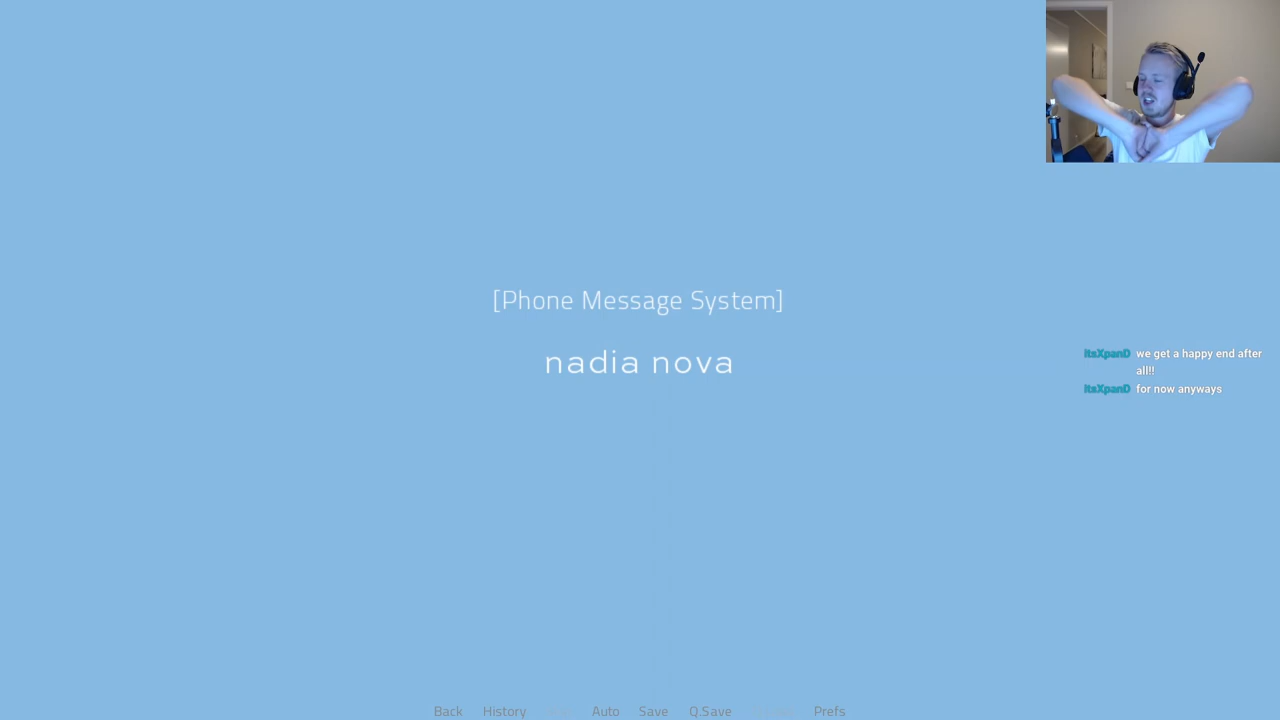 [Phone Message System]
nadia nova
ItsXpanD we get a happy end after
all!!
ItsXpanD for now anyways
Back History Auto Save Q.Save Prefs